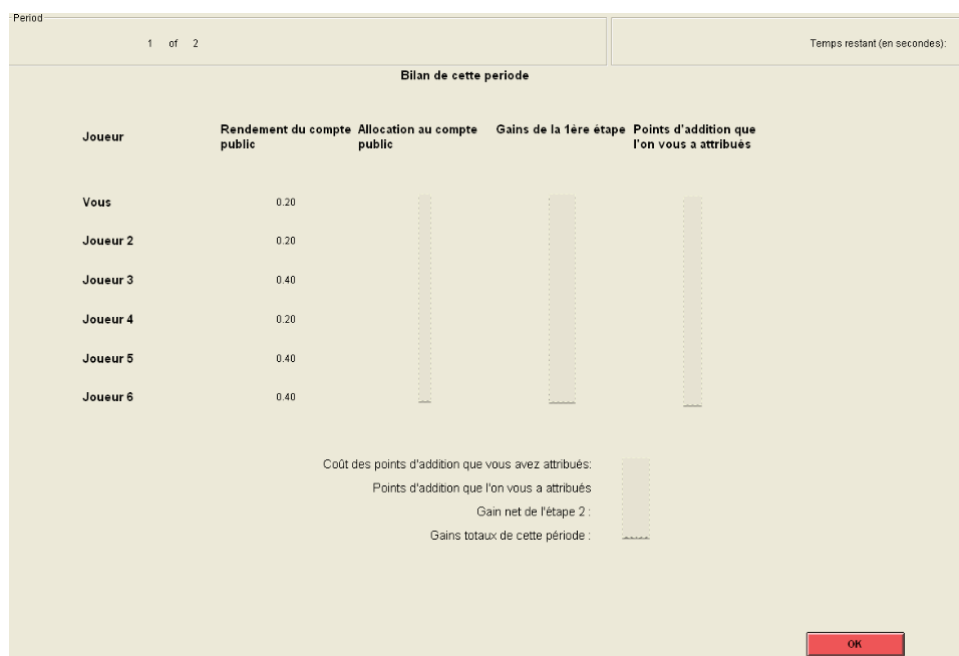 Period
1 of 2
Temps restant (en secondes):
Bilan de cette periode
Joueur
Rendement du compte public
Allocation au compte public
Gains de la 1ère étape
Points d'addition que l'on vous a attribués
Vous 0.20
Joueur 2 0.20
Joueur 3 0.40
Joueur 4 0.20
Joueur 5 0.40
Joueur 6 0.40
Coût des points d'addition que vous avez attribués:
Points d'addition que l'on vous a attribués
Gain net de l'étape 2 :
Gains totaux de cette période :
OK